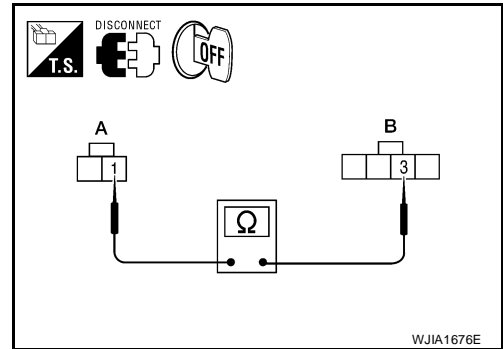 DISCONNECT
T.S.
OFF
A
B
1
3
Ω
WJIA1676E